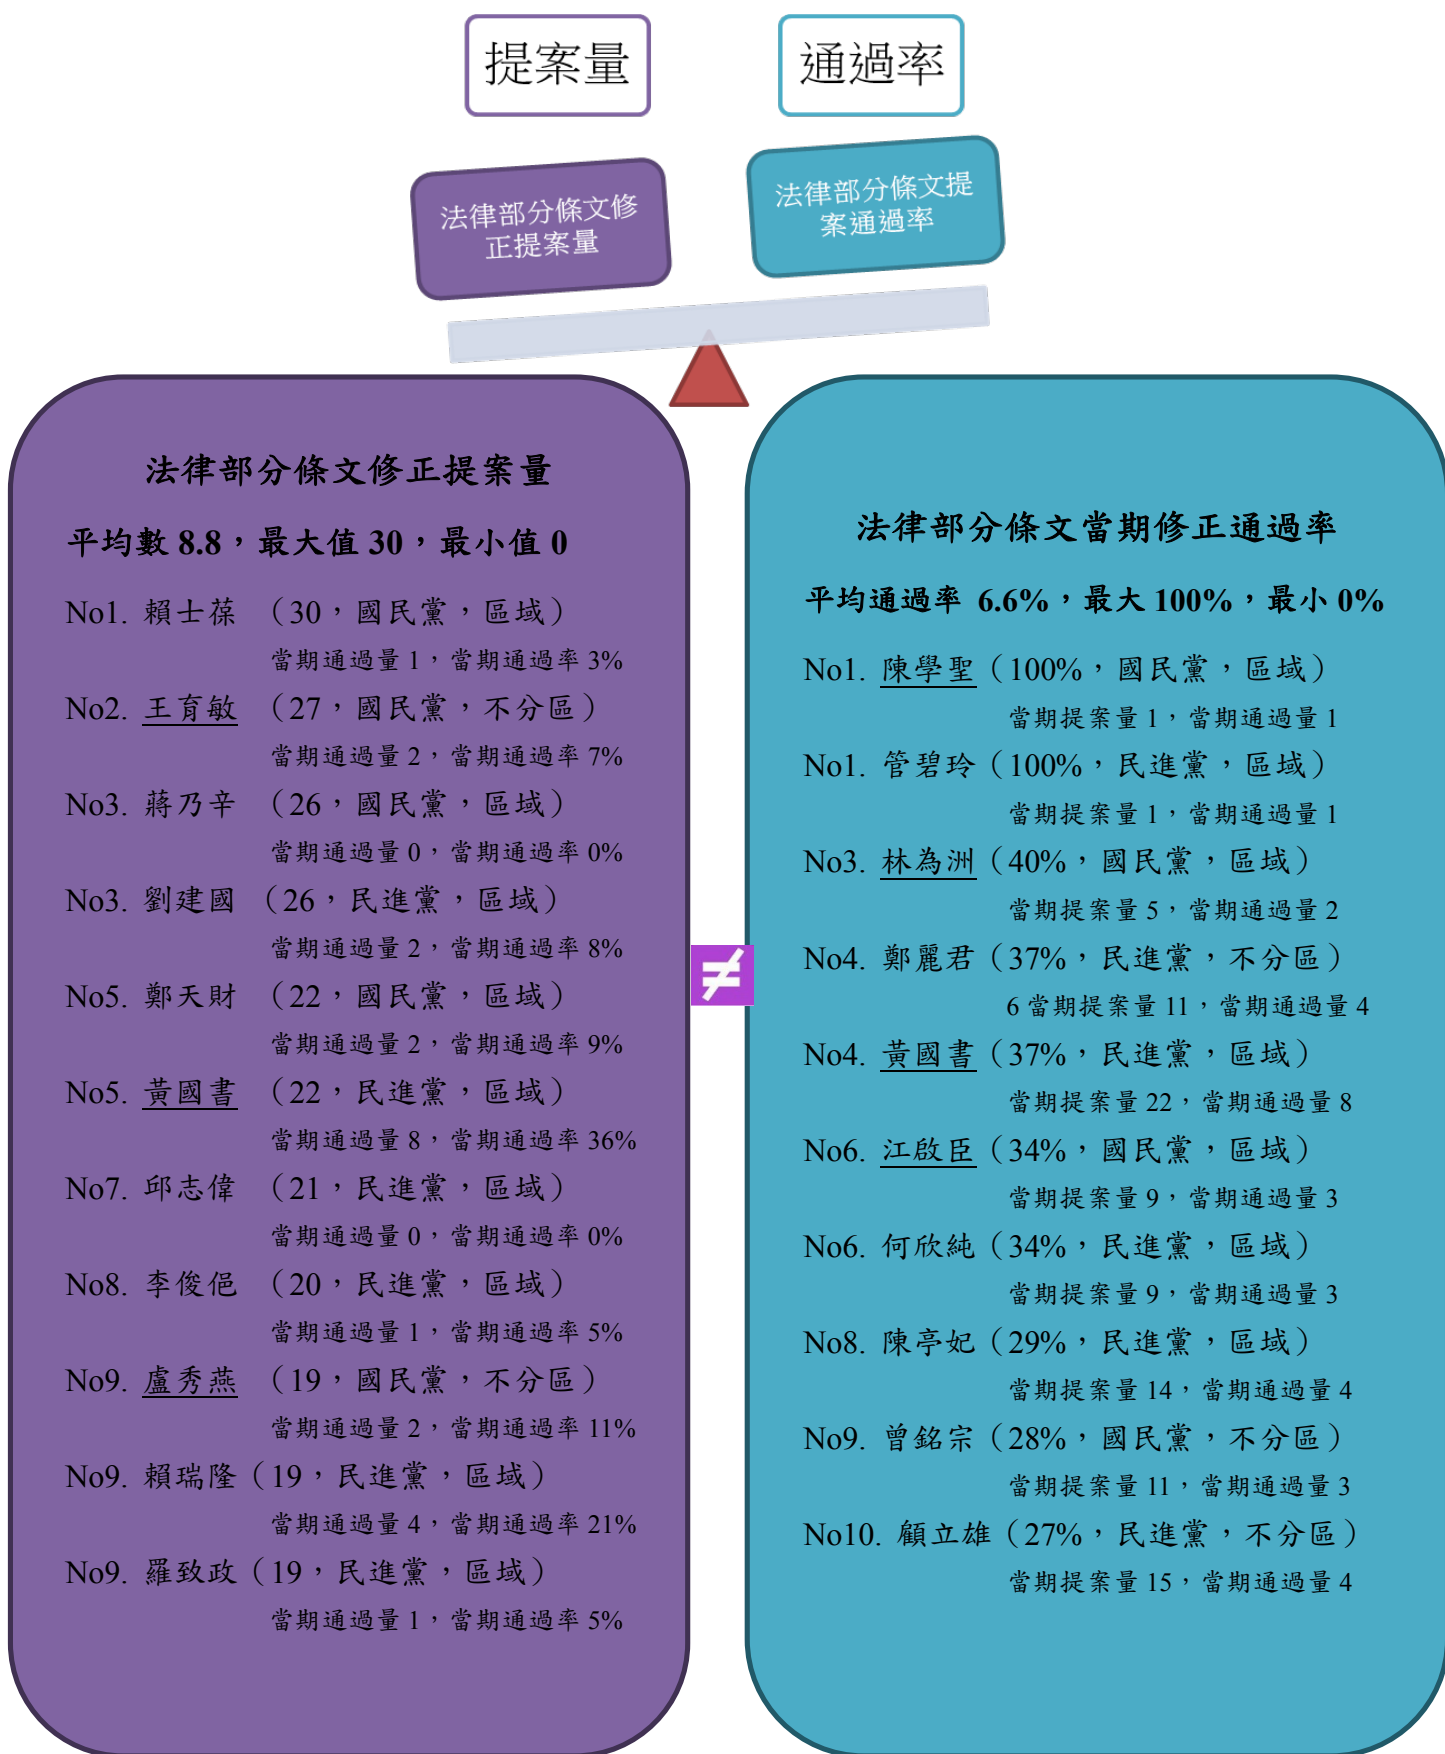 提案量
通過率
法律部分條文修
正提案量
法律部分條文提
案通過率
法律部分條文修正提案量
平均數 8.8，最大值 30，最小值 0
No1. 賴士葆 （30，國民黨，區域）
當期通過量 1，當期通過率 3%
No2. 王育敏 （27，國民黨，不分區）
當期通過量 2，當期通過率 7%
No3. 蔣乃辛 （26，國民黨，區域）
當期通過量 0，當期通過率 0%
No3. 劉建國 （26，民進黨，區域）
當期通過量 2，當期通過率 8%
No5. 鄭天財 （22，國民黨，區域）
當期通過量 2，當期通過率 9%
No5. 黃國書 （22，民進黨，區域）
當期通過量 8，當期通過率 36%
No7. 邱志偉 （21，民進黨，區域）
當期通過量 0，當期通過率 0%
No8. 李俊俋 （20，民進黨，區域）
當期通過量 1，當期通過率 5%
No9. 盧秀燕 （19，國民黨，不分區）
當期通過量 2，當期通過率 11%
No9. 賴瑞隆（19，民進黨，區域）
當期通過量 4，當期通過率 21%
No9. 羅致政（19，民進黨，區域）
當期通過量 1，當期通過率 5%
≠
法律部分條文當期修正通過率
平均通過率 6.6%，最大 100%，最小 0%
No1. 陳學聖（100%，國民黨，區域）
當期提案量 1，當期通過量 1
No1. 管碧玲（100%，民進黨，區域）
當期提案量 1，當期通過量 1
No3. 林為洲（40%，國民黨，區域）
當期提案量 5，當期通過量 2
No4. 鄭麗君（37%，民進黨，不分區）
6 當期提案量 11，當期通過量 4
No4. 黃國書（37%，民進黨，區域）
當期提案量 22，當期通過量 8
No6. 江啟臣（34%，國民黨，區域）
當期提案量 9，當期通過量 3
No6. 何欣純（34%，民進黨，區域）
當期提案量 9，當期通過量 3
No8. 陳亭妃（29%，民進黨，區域）
當期提案量 14，當期通過量 4
No9. 曾銘宗（28%，國民黨，不分區）
當期提案量 11，當期通過量 3
No10. 顧立雄（27%，民進黨，不分區）
當期提案量 15，當期通過量 4